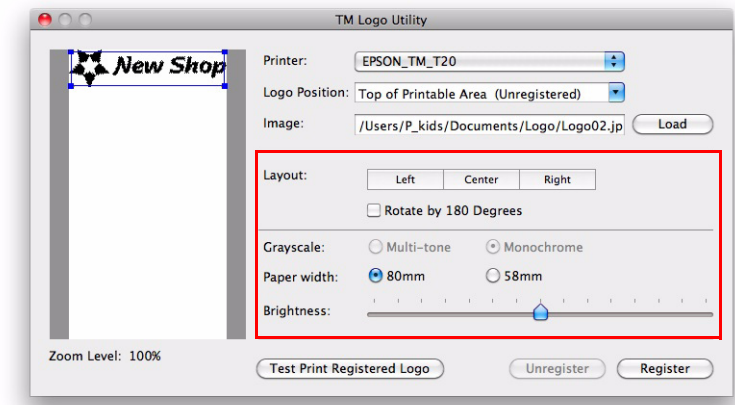 TM Logo Utility
New Shop
Printer: EPSON_TM_T20
Logo Position: Top of Printable Area (Unregistered)
Image: /Users/P_kids/Documents/Logo/Logo02.jp Load
Layout: Left Center Right
Rotate by 180 Degrees
Grayscale: Multi-tone Monochrome
Paper width: 80mm 58mm
Brightness:
Zoom Level: 100%
Test Print Registered Logo Unregister Register